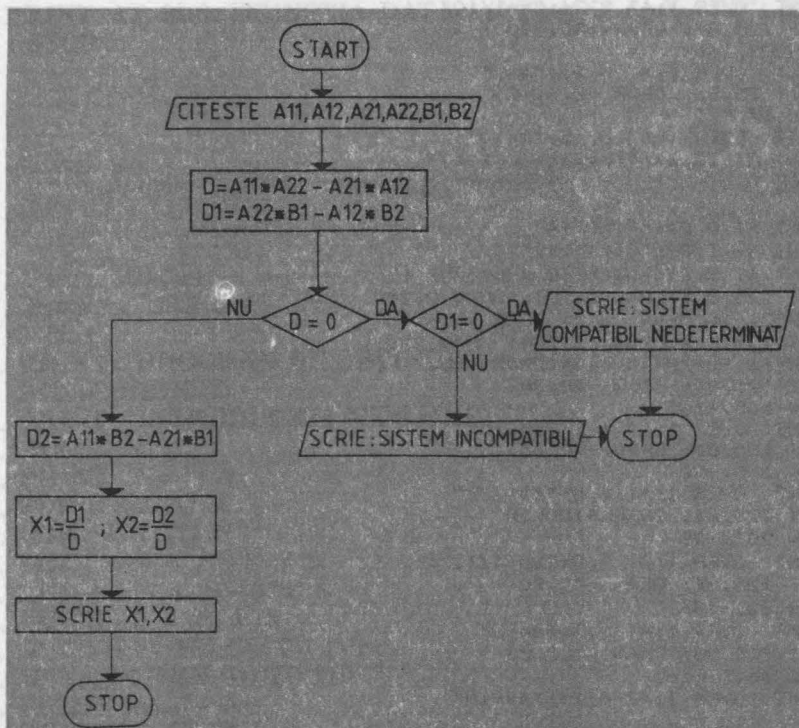 START
CITESTE A11,A12,A21,A22,B1,B2
D=A11*A22-A21*A12
D1=A22*B1-A12*B2
NU
D = 0
DA
D1=0
DA
SCRIE:SISTEM
COMPATIBIL NEDETERMINAT
NU
D2=A11*B2-A21*B1
SCRIE:SISTEM INCOMPATIBIL
STOP
X1=D1/D ; X2=D2/D
SCRIE X1,X2
STOP